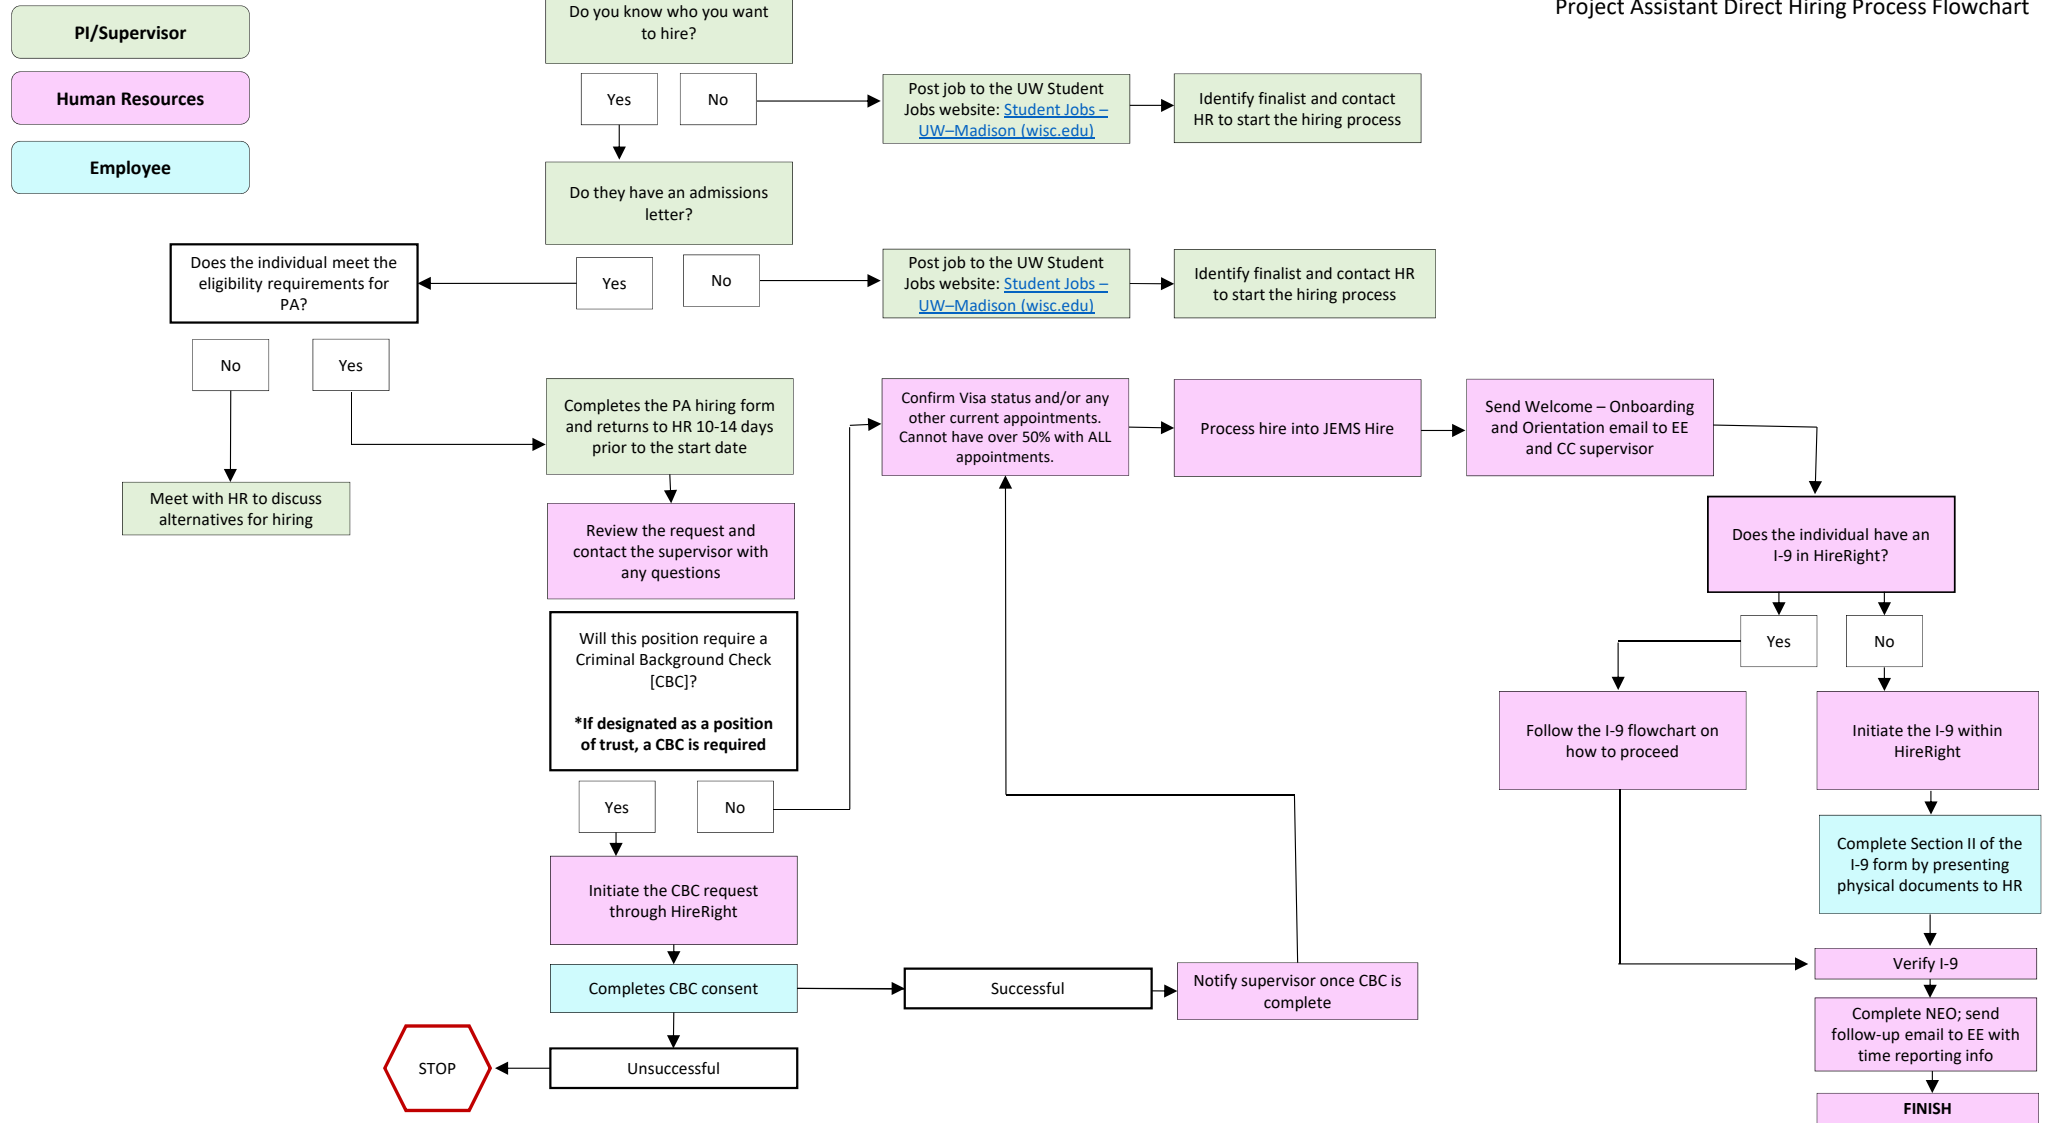 Project Assistant Direct Hiring Process Flowchart
PI/Supervisor
Human Resources
Employee
Do you know who you want
to hire?
Yes
No
Post job to the UW Student
Jobs website: Student Jobs –
UW–Madison (wisc.edu)
Identify finalist and contact
HR to start the hiring process
Do they have an admissions
letter?
Does the individual meet the
eligibility requirements for
PA?
Yes
No
Post job to the UW Student
Jobs website: Student Jobs –
UW–Madison (wisc.edu)
Identify finalist and contact HR
to start the hiring process
No
Yes
Meet with HR to discuss
alternatives for hiring
Completes the PA hiring form
and returns to HR 10-14 days
prior to the start date
Review the request and
contact the supervisor with
any questions
Will this position require a
Criminal Background Check
[CBC]?
*If designated as a position
of trust, a CBC is required
Yes
No
Initiate the CBC request
through HireRight
Completes CBC consent
Successful
Notify supervisor once CBC is
complete
Unsuccessful
STOP
Confirm Visa status and/or any
other current appointments.
Cannot have over 50% with ALL
appointments.
Process hire into JEMS Hire
Send Welcome – Onboarding
and Orientation email to EE
and CC supervisor
Does the individual have an
I-9 in HireRight?
Yes
No
Follow the I-9 flowchart on
how to proceed
Initiate the I-9 within
HireRight
Complete Section II of the
I-9 form by presenting
physical documents to HR
Verify I-9
Complete NEO; send
follow-up email to EE with
time reporting info
FINISH